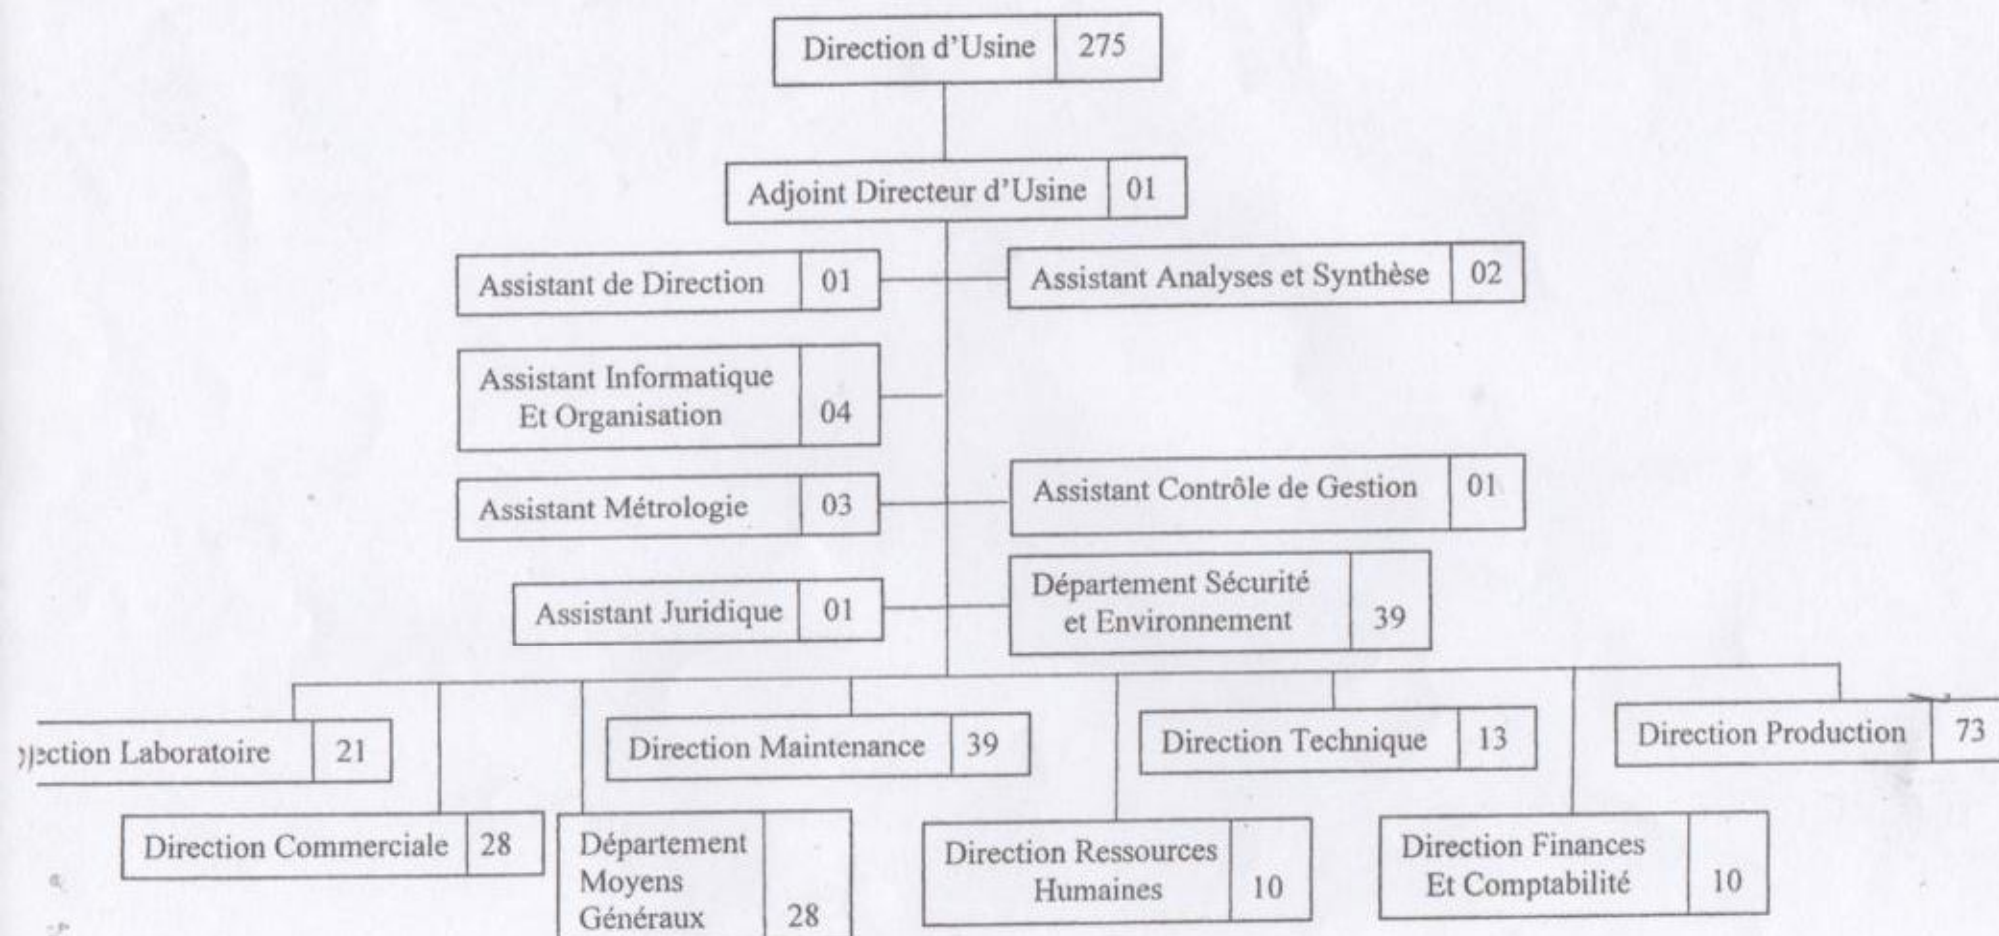 Direction d'Usine 275
Adjoint Directeur d'Usine 01
Assistant de Direction 01
Assistant Analyses et Synthèse 02
Assistant Informatique
Et Organisation 04
Assistant Métrologie 03
Assistant Contrôle de Gestion 01
Assistant Juridique 01
Département Sécurité
et Environnement 39
ection Laboratoire 21
Direction Maintenance 39
Direction Technique 13
Direction Production 73
Direction Commerciale 28
Département
Moyens
Généraux 28
Direction Ressources
Humaines 10
Direction Finances
Et Comptabilité 10